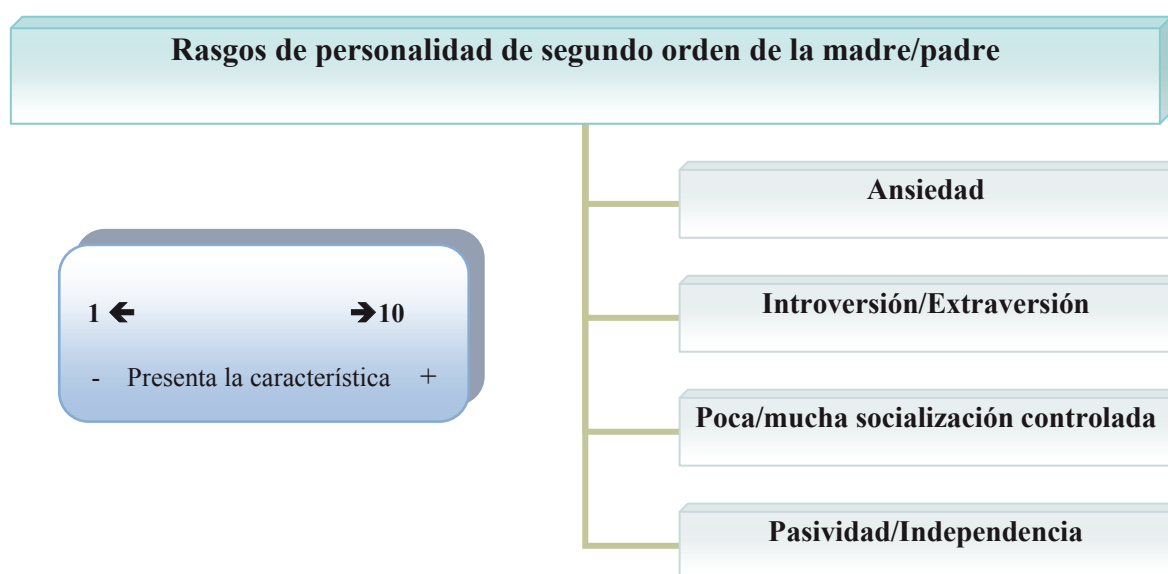 Rasgos de personalidad de segundo orden de la madre/padre
Ansiedad
Introversión/Extraversión
1 🡸 🡺10
- Presenta la característica +
Poca/mucha socialización controlada
Pasividad/Independencia